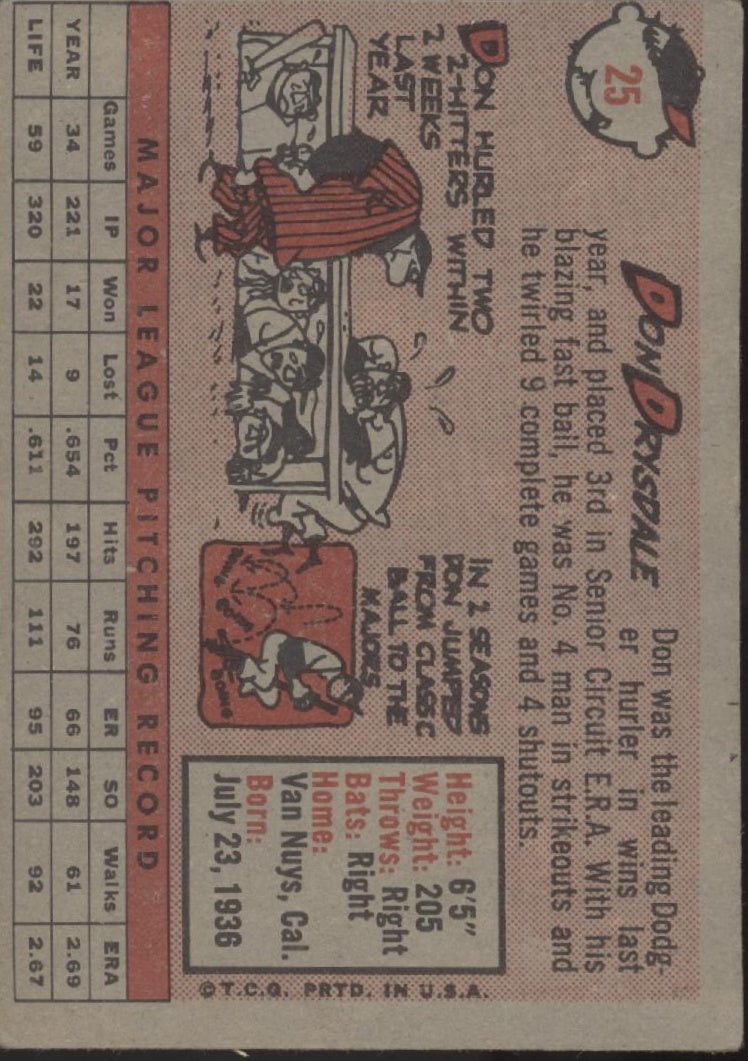 25
DON DRYSDALE
Don was the leading Dodg-
er hurler in wins last
year, and placed 3rd in Senior Circuit E.R.A. With his
blazing fast ball, he was No. 4 man in strikeouts and
he twirled 9 complete games and 4 shutouts.
DON HURLED TWO
2-HITTERS WITHIN
2 WEEKS
LAST
YEAR
IN 2 SEASONS
DON JUMPED
FROM CLASS C
BALL TO THE
MAJORS
Height: 6'5"
Weight: 205
Throws: Right
Bats: Right
Home:
Van Nuys, Cal.
Born:
July 23, 1936
©T.C.G. PRTD. IN U.S.A.
MAJOR LEAGUE PITCHING RECORD
Games IP Won Lost Pct Hits Runs ER SO Walks ERA
YEAR 34 221 17 9 .654 197 76 66 148 61 2.69
LIFE 59 320 22 14 .611 292 111 95 203 92 2.67